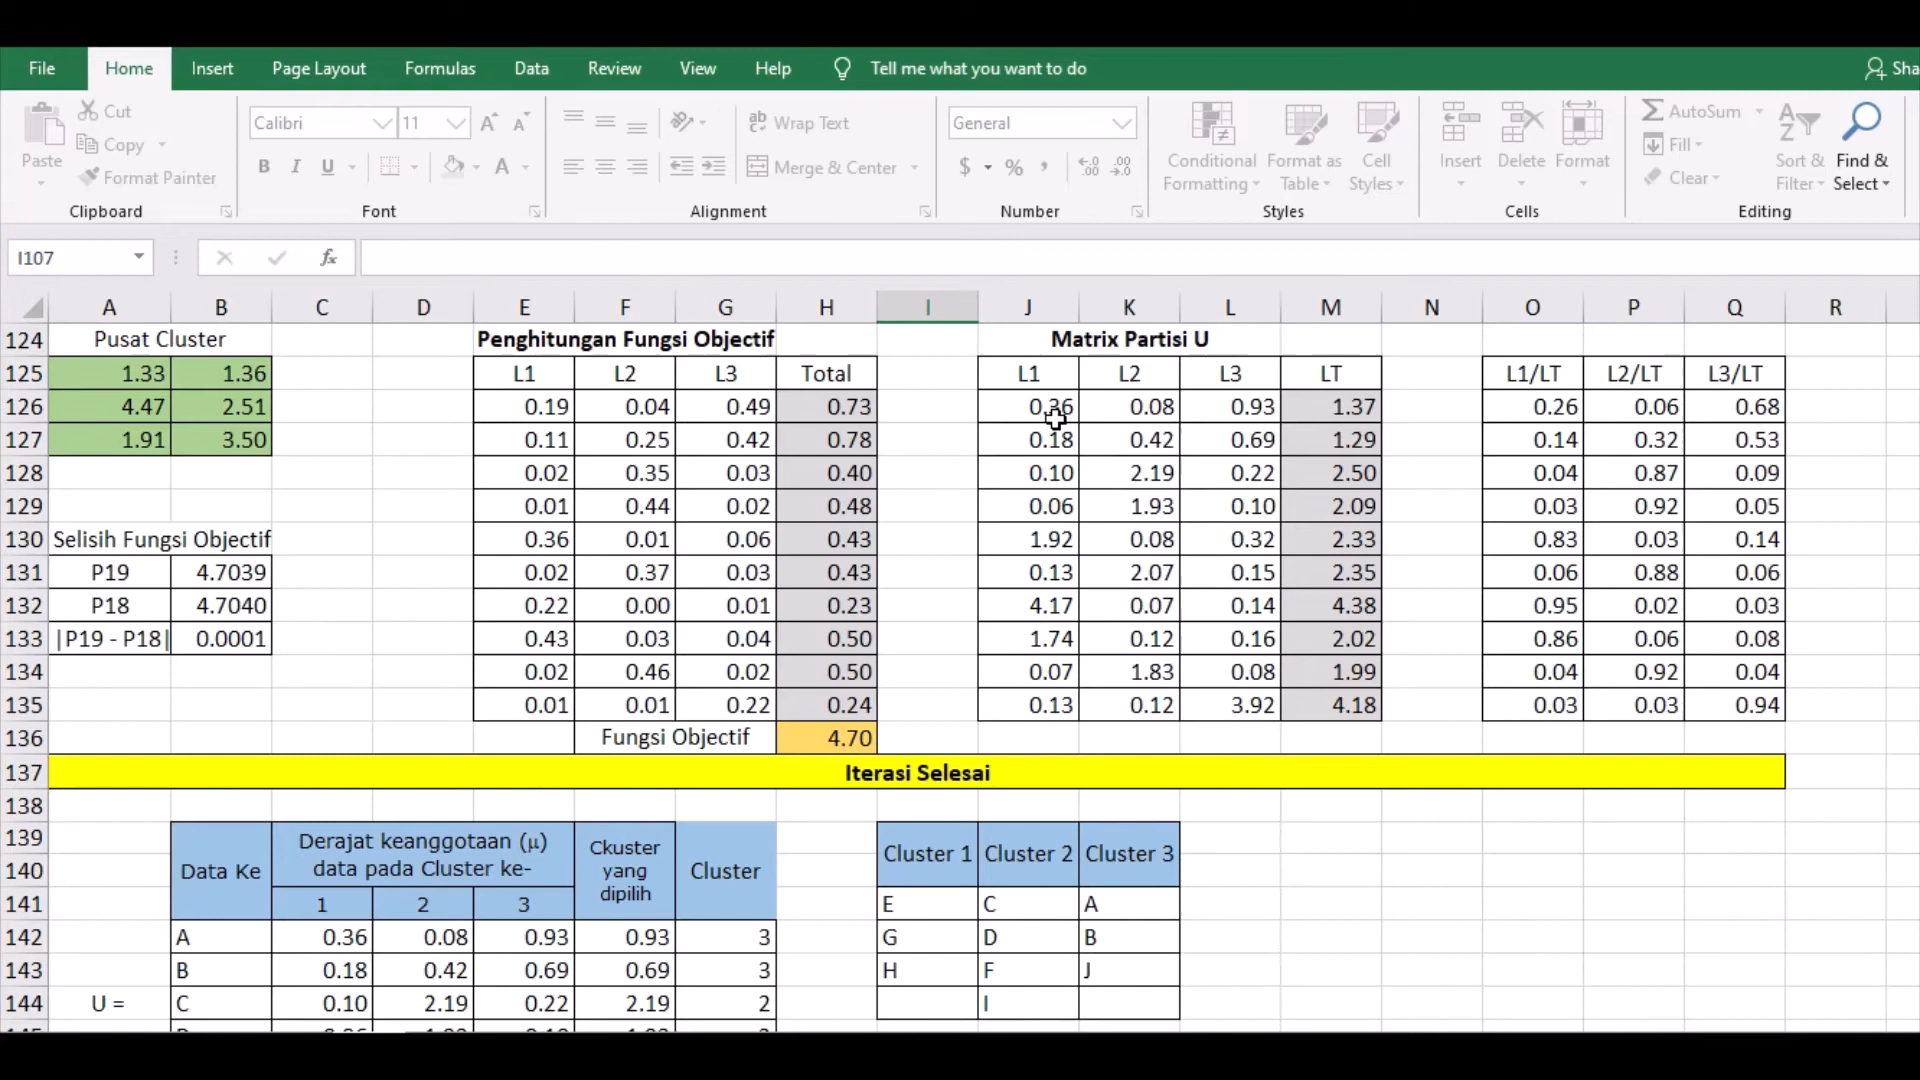 File Home Insert Page Layout Formulas Data Review View Help Tell me what you want to do Sha
Cut Calibri 11 A A ab Wrap Text General AutoSum
Paste Copy B I U A Merge & Center $ % , Conditional Formatting Format as Table Cell Styles Insert Delete Format Fill Sort & Filter Find & Select
Format Painter Clear
Clipboard Font Alignment Number Styles Cells Editing
I107 fx
A B C D E F G H I J K L M N O P Q R
124 Pusat Cluster Penghitungan Fungsi Objectif Matrix Partisi U
125 1.33 1.36 L1 L2 L3 Total L1 L2 L3 LT L1/LT L2/LT L3/LT
126 4.47 2.51 0.19 0.04 0.49 0.73 0.36 0.08 0.93 1.37 0.26 0.06 0.68
127 1.91 3.50 0.11 0.25 0.42 0.78 0.18 0.42 0.69 1.29 0.14 0.32 0.53
128 0.02 0.35 0.03 0.40 0.10 2.19 0.22 2.50 0.04 0.87 0.09
129 0.01 0.44 0.02 0.48 0.06 1.93 0.10 2.09 0.03 0.92 0.05
130 Selisih Fungsi Objectif 0.36 0.01 0.06 0.43 1.92 0.08 0.32 2.33 0.83 0.03 0.14
131 P19 4.7039 0.02 0.37 0.03 0.43 0.13 2.07 0.15 2.35 0.06 0.88 0.06
132 P18 4.7040 0.22 0.00 0.01 0.23 4.17 0.07 0.14 4.38 0.95 0.02 0.03
133 |P19 - P18| 0.0001 0.43 0.03 0.04 0.50 1.74 0.12 0.16 2.02 0.86 0.06 0.08
134 0.02 0.46 0.02 0.50 0.07 1.83 0.08 1.99 0.04 0.92 0.04
135 0.01 0.01 0.22 0.24 0.13 0.12 3.92 4.18 0.03 0.03 0.94
136 Fungsi Objectif 4.70
137 Iterasi Selesai
138
139 Data Ke Derajat keanggotaan (μ) Ckuster yang dipilih Cluster Cluster 1 Cluster 2 Cluster 3
140 data pada Cluster ke-
141 1 2 3 E C A
142 A 0.36 0.08 0.93 0.93 3 G D B
143 B 0.18 0.42 0.69 0.69 3 H F J
144 U = C 0.10 2.19 0.22 2.19 2 I